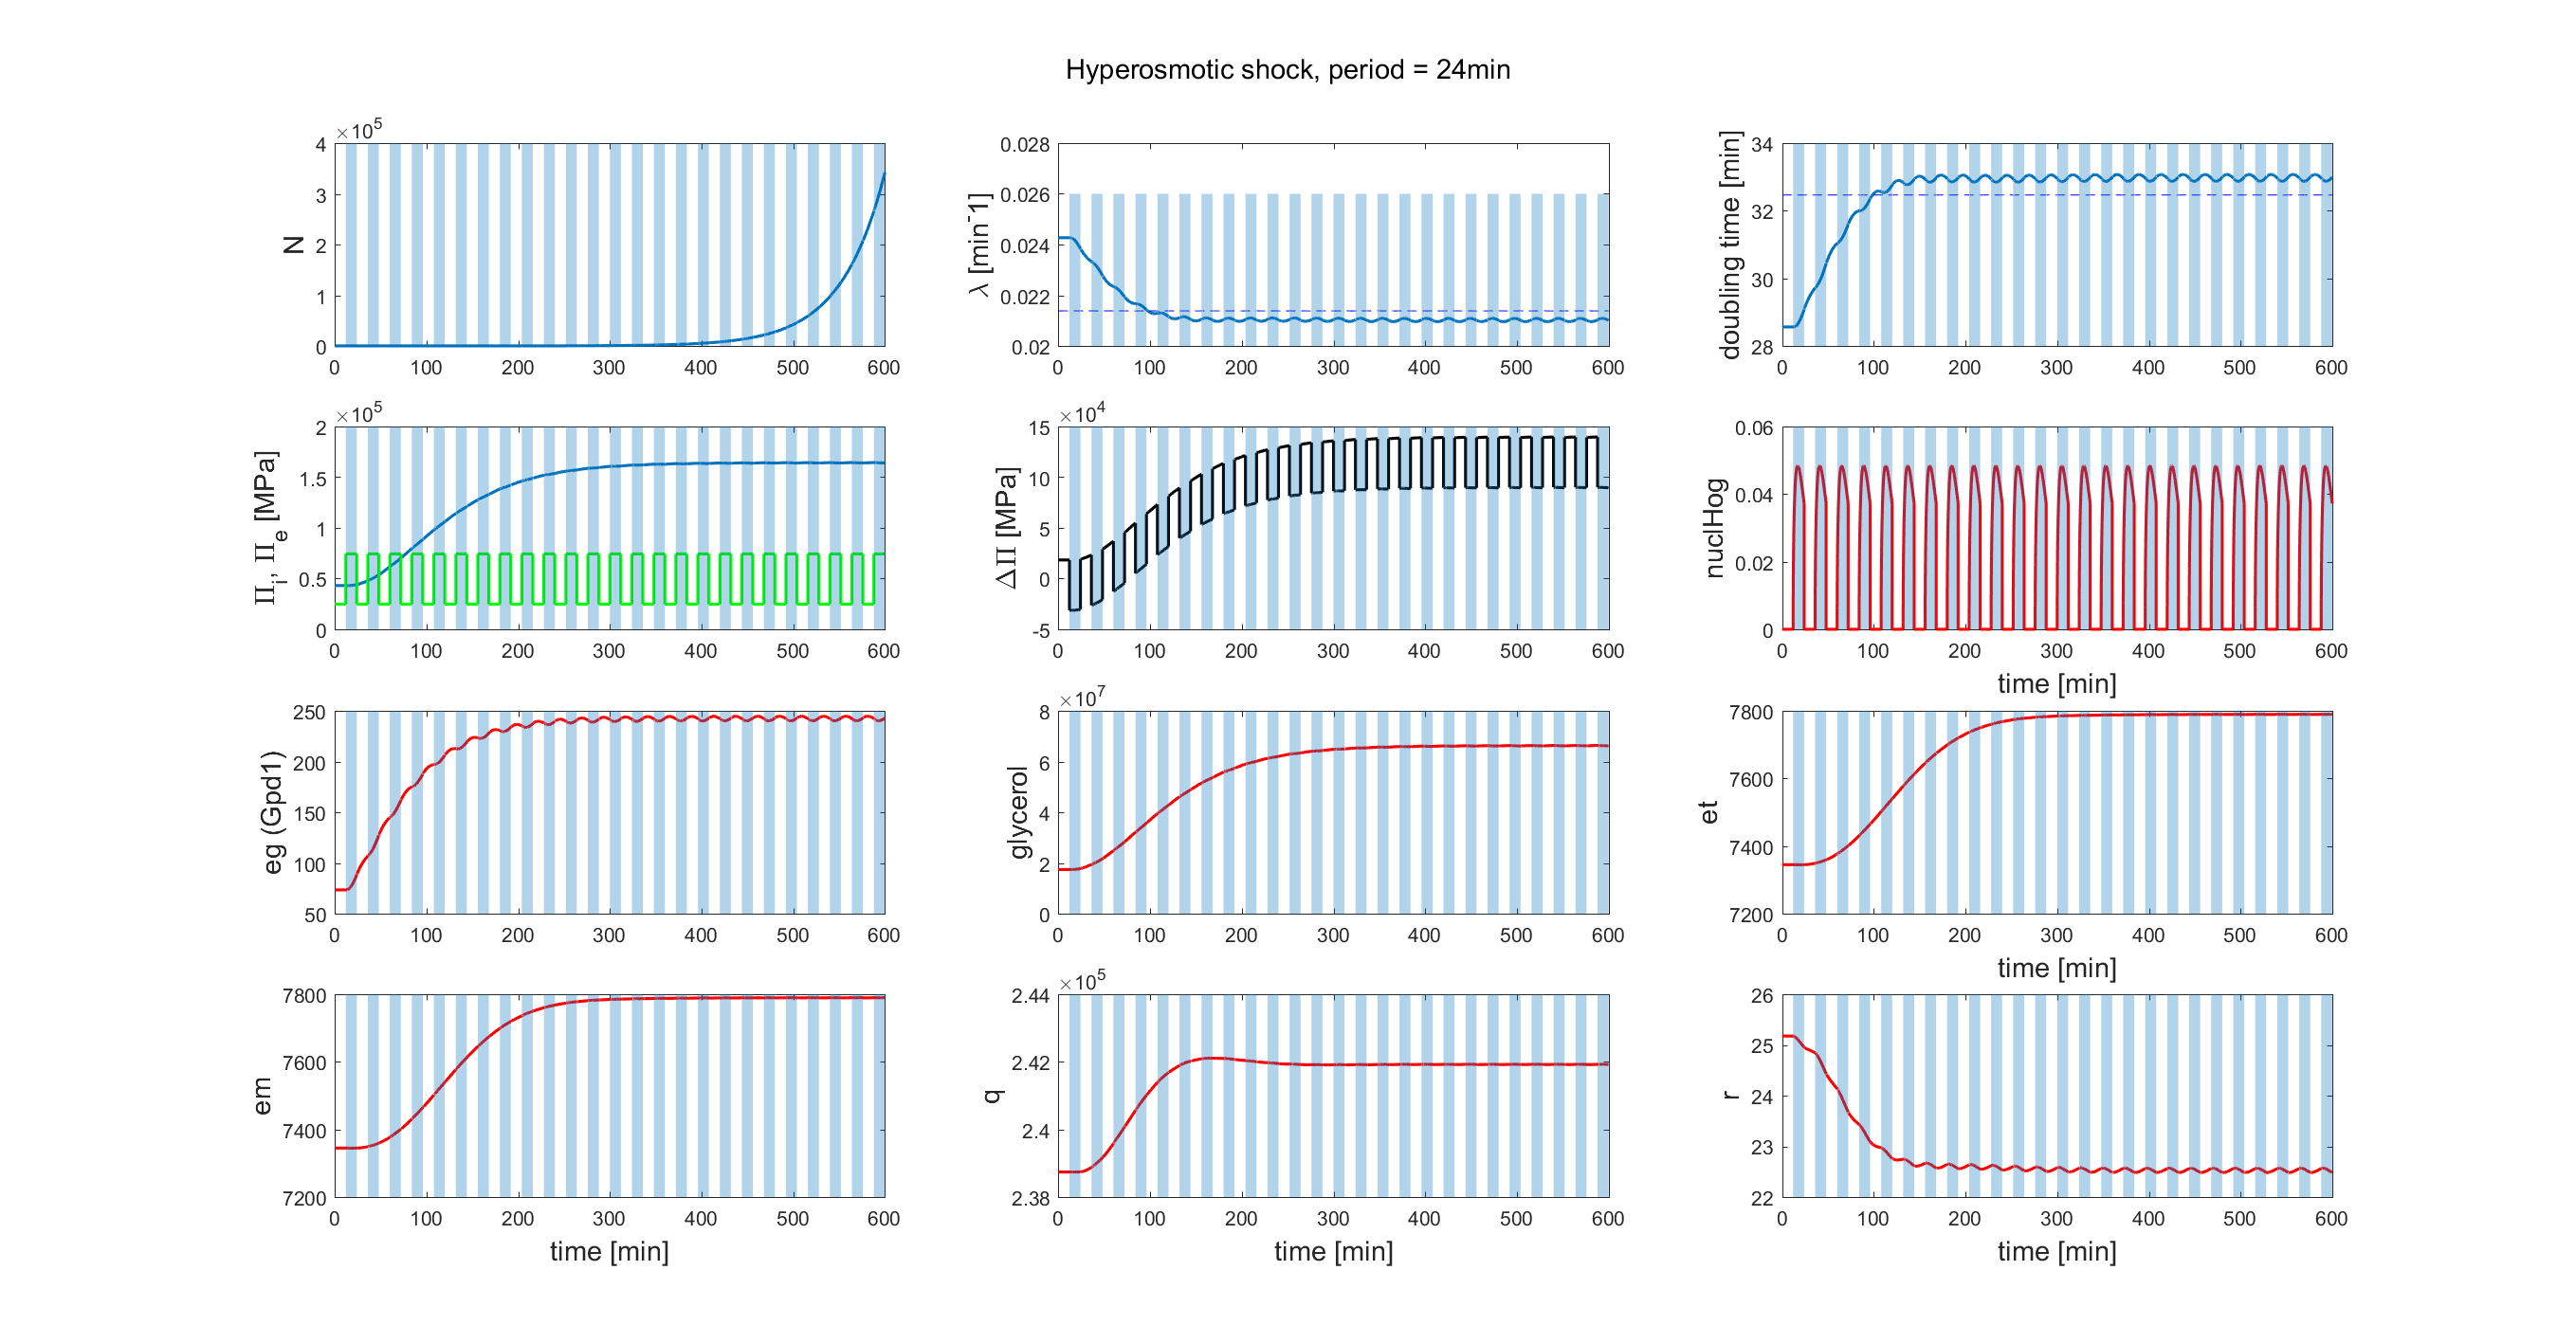 Hyperosmotic shock, period = 24min
×10^5
4
3
2
1
0
N
0 100 200 300 400 500 600
0.028
0.026
0.024
0.022
0.02
λ [min^-1]
0 100 200 300 400 500 600
34
32
30
28
doubling time [min]
0 100 200 300 400 500 600
×10^5
2
1.5
1
0.5
0
Π_i, Π_e [MPa]
0 100 200 300 400 500 600
×10^4
15
10
5
0
-5
ΔΠ [MPa]
0 100 200 300 400 500 600
0.06
0.04
0.02
0
nuclHog
0 100 200 300 400 500 600
time [min]
250
200
150
100
50
eg (Gpd1)
0 100 200 300 400 500 600
×10^7
8
6
4
2
0
glycerol
0 100 200 300 400 500 600
7800
7600
7400
7200
et
0 100 200 300 400 500 600
time [min]
7800
7600
7400
7200
em
0 100 200 300 400 500 600
time [min]
×10^5
2.44
2.42
2.4
2.38
q
0 100 200 300 400 500 600
time [min]
26
25
24
23
22
r
0 100 200 300 400 500 600
time [min]